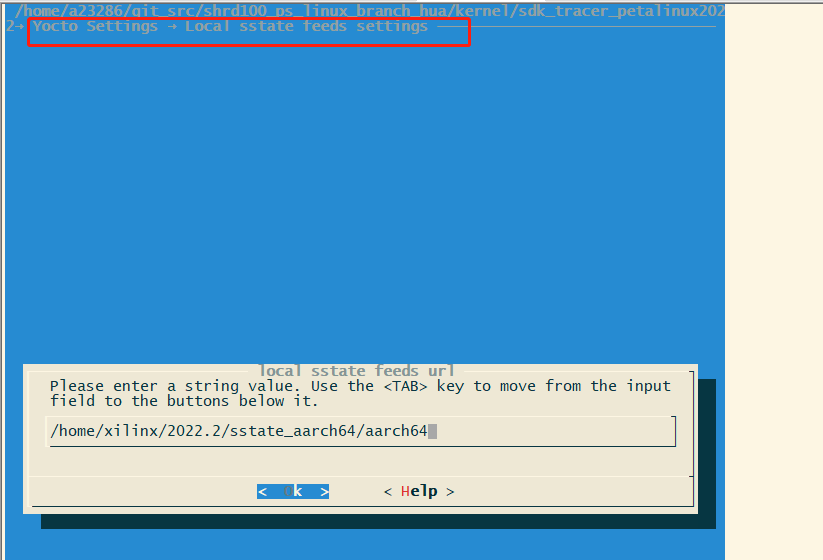 /home/a23286/git_src/shrd100_ps_linux_branch_hua/kernel/sdk_tracer_petalinux202
2→ Yocto Settings → Local sstate feeds settings
local sstate feeds url
Please enter a string value. Use the <TAB> key to move from the input
field to the buttons below it.
/home/xilinx/2022.2/sstate_aarch64/aarch64
< Ok > < Help >